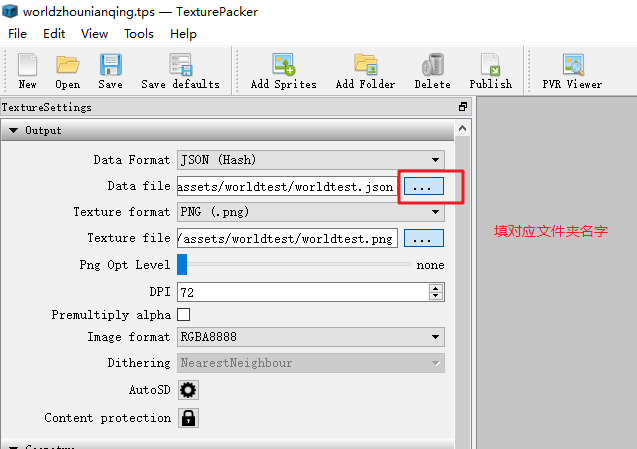 worldzhounianqing.tps — TexturePacker
File Edit View Tools Help
New Open Save Save defaults Add Sprites Add Folder Delete Publish PVR Viewer
TextureSettings
Output
Data Format JSON (Hash)
Data file assets/worldtest/worldtest.json ...
Texture format PNG (.png)
Texture file /assets/worldtest/worldtest.png ...
填对应文件夹名字
Png Opt Level none
DPI 72
Premultiply alpha
Image format RGBA8888
Dithering NearestNeighbour
AutoSD
Content protection